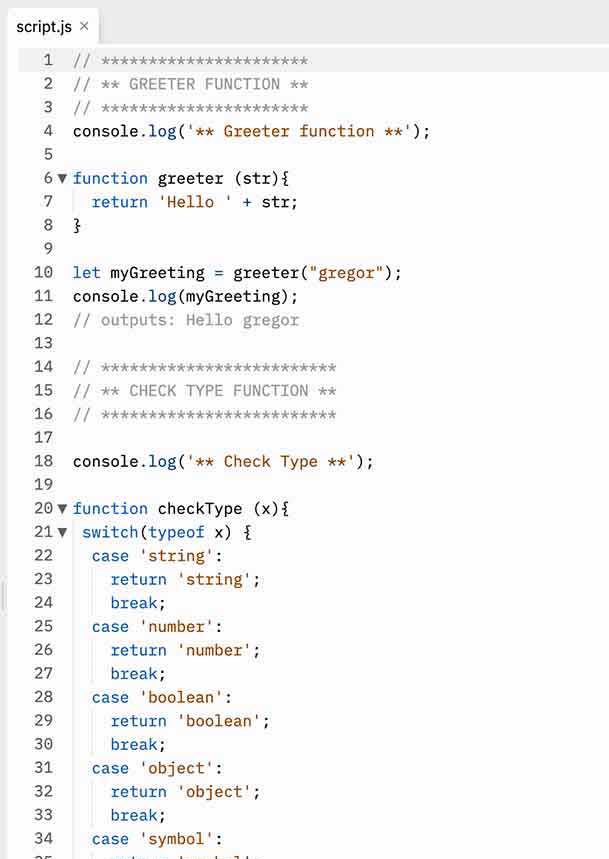 script.js ×
1 // **********************
2 // ** GREETER FUNCTION **
3 // **********************
4 console.log('** Greeter function **');
5
6 ▼ function greeter (str){
7 return 'Hello ' + str;
8 }
9
10 let myGreeting = greeter("gregor");
11 console.log(myGreeting);
12 // outputs: Hello gregor
13
14 // *************************
15 // ** CHECK TYPE FUNCTION **
16 // *************************
17
18 console.log('** Check Type **');
19
20 ▼ function checkType (x){
21 ▼ switch(typeof x) {
22 case 'string':
23 return 'string';
24 break;
25 case 'number':
26 return 'number';
27 break;
28 case 'boolean':
29 return 'boolean';
30 break;
31 case 'object':
32 return 'object';
33 break;
34 case 'symbol':